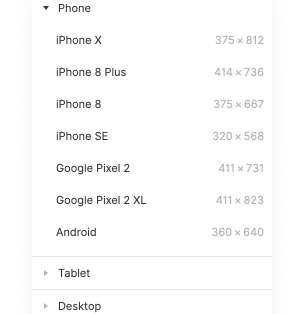 Phone
iPhone X 375 × 812
iPhone 8 Plus 414 × 736
iPhone 8 375 × 667
iPhone SE 320 × 568
Google Pixel 2 411 × 731
Google Pixel 2 XL 411 × 823
Android 360 × 640
Tablet
Desktop